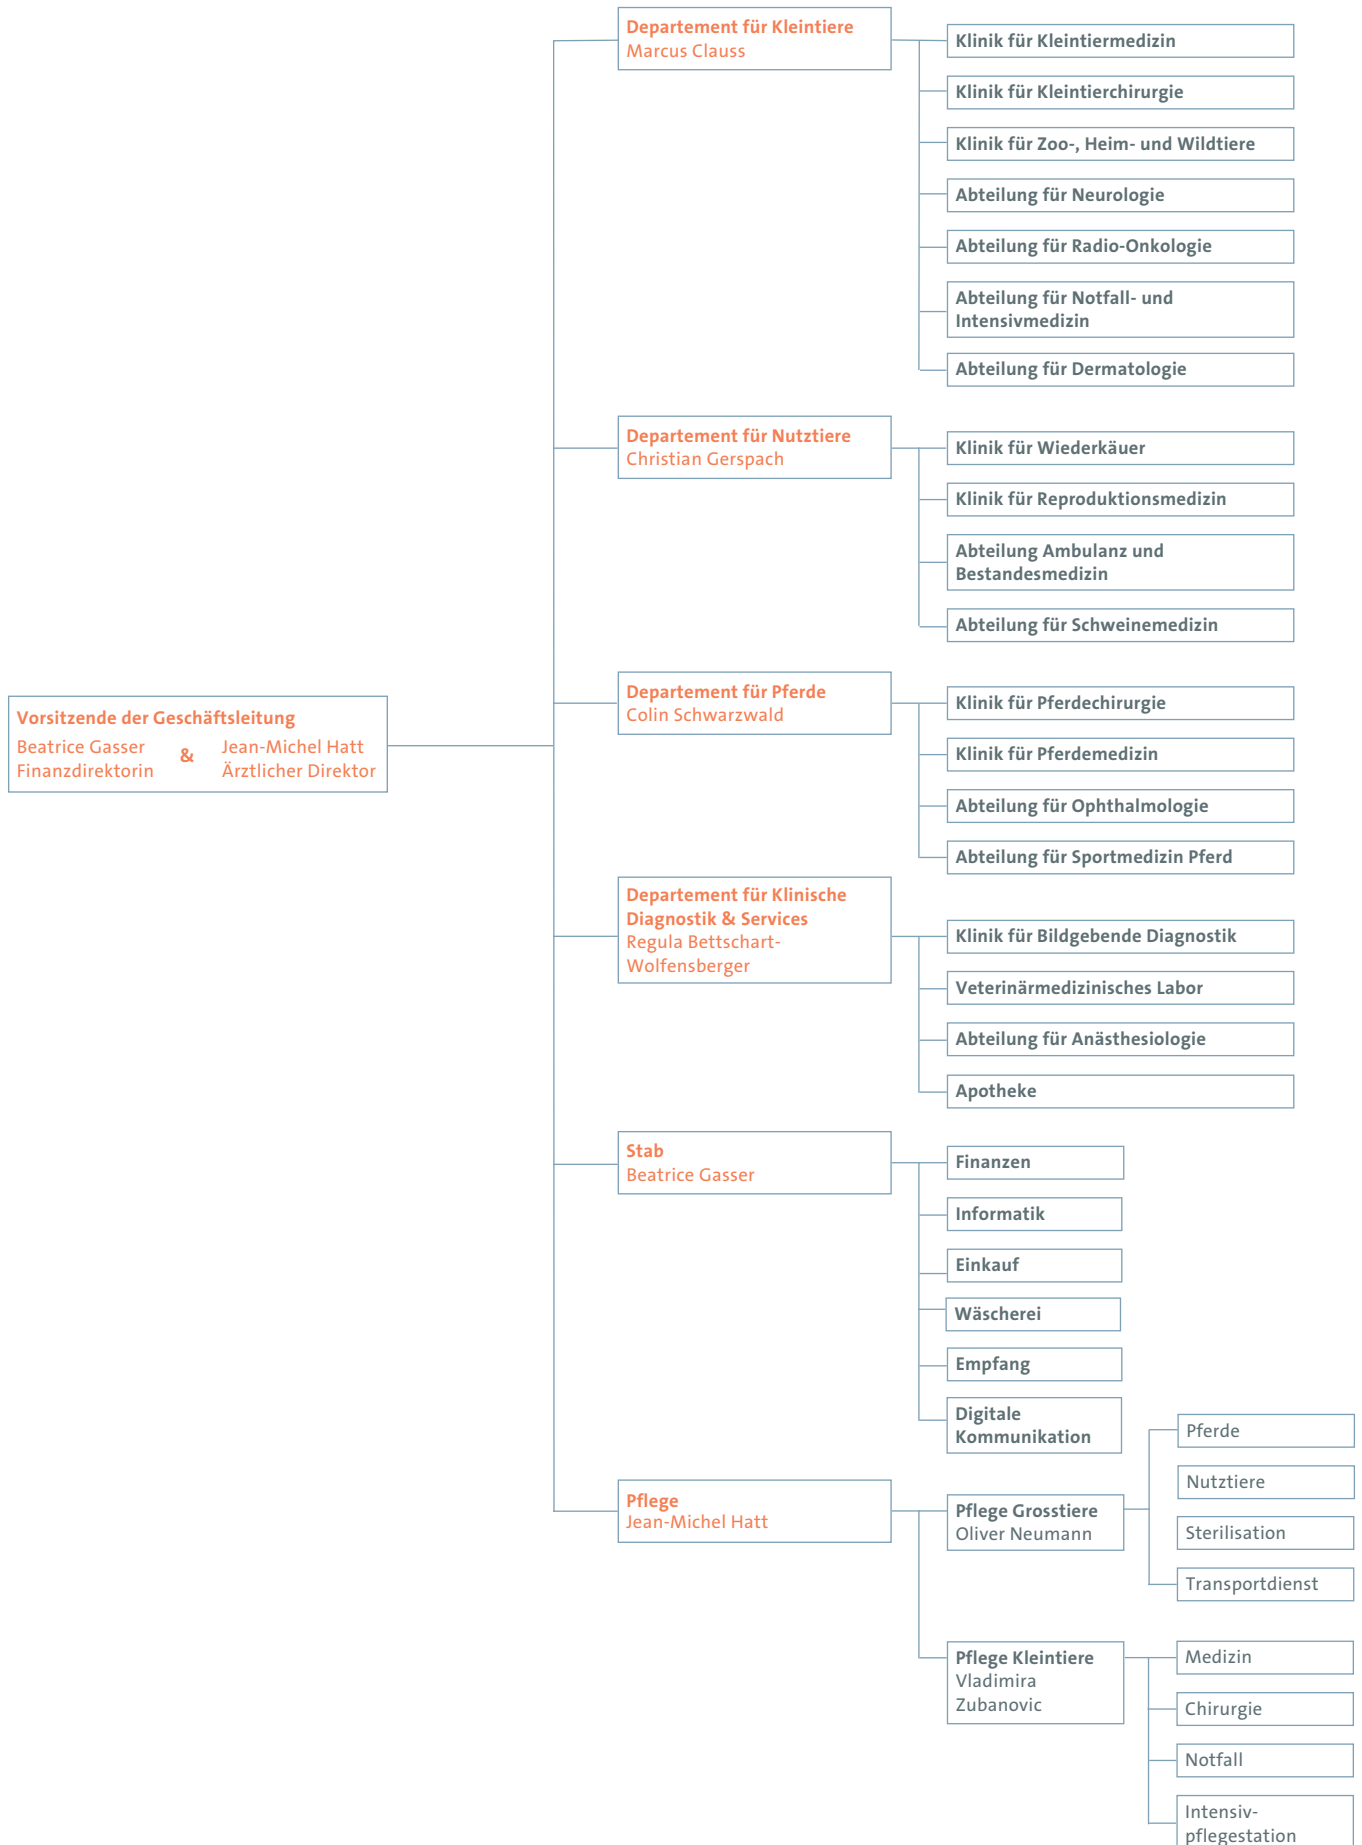 Vorsitzende der Geschäftsleitung
Beatrice Gasser
Finanzdirektorin
&
Jean-Michel Hatt
Ärztlicher Direktor
Departement für Kleintiere
Marcus Clauss
Klinik für Kleintiermedizin
Klinik für Kleintierchirurgie
Klinik für Zoo-, Heim- und Wildtiere
Abteilung für Neurologie
Abteilung für Radio-Onkologie
Abteilung für Notfall- und
Intensivmedizin
Abteilung für Dermatologie
Departement für Nutztiere
Christian Gerspach
Klinik für Wiederkäuer
Klinik für Reproduktionsmedizin
Abteilung Ambulanz und
Bestandesmedizin
Abteilung für Schweinemedizin
Departement für Pferde
Colin Schwarzwald
Klinik für Pferdechirurgie
Klinik für Pferdemedizin
Abteilung für Ophthalmologie
Abteilung für Sportmedizin Pferd
Departement für Klinische
Diagnostik & Services
Regula Bettschart-
Wolfensberger
Klinik für Bildgebende Diagnostik
Veterinärmedizinisches Labor
Abteilung für Anästhesiologie
Apotheke
Stab
Beatrice Gasser
Finanzen
Informatik
Einkauf
Wäscherei
Empfang
Digitale
Kommunikation
Pflege
Jean-Michel Hatt
Pflege Grosstiere
Oliver Neumann
Pferde
Nutztiere
Sterilisation
Transportdienst
Pflege Kleintiere
Vladimira
Zubanovic
Medizin
Chirurgie
Notfall
Intensiv-
pflegestation